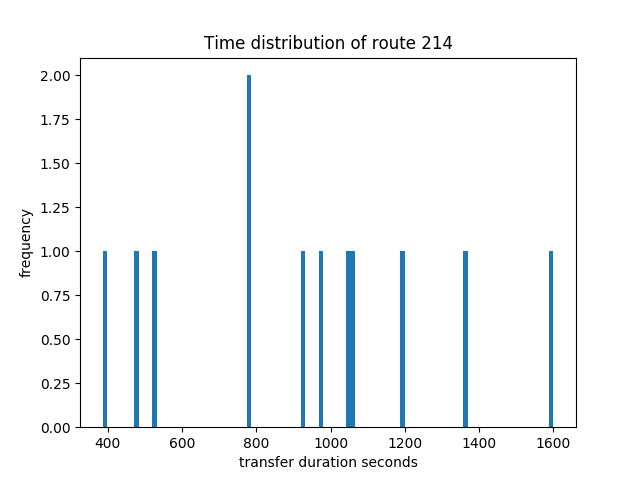 Time distribution of route 214
2.00
1.75
1.50
1.25
1.00
0.75
0.50
0.25
0.00
frequency
400 600 800 1000 1200 1400 1600
transfer duration seconds